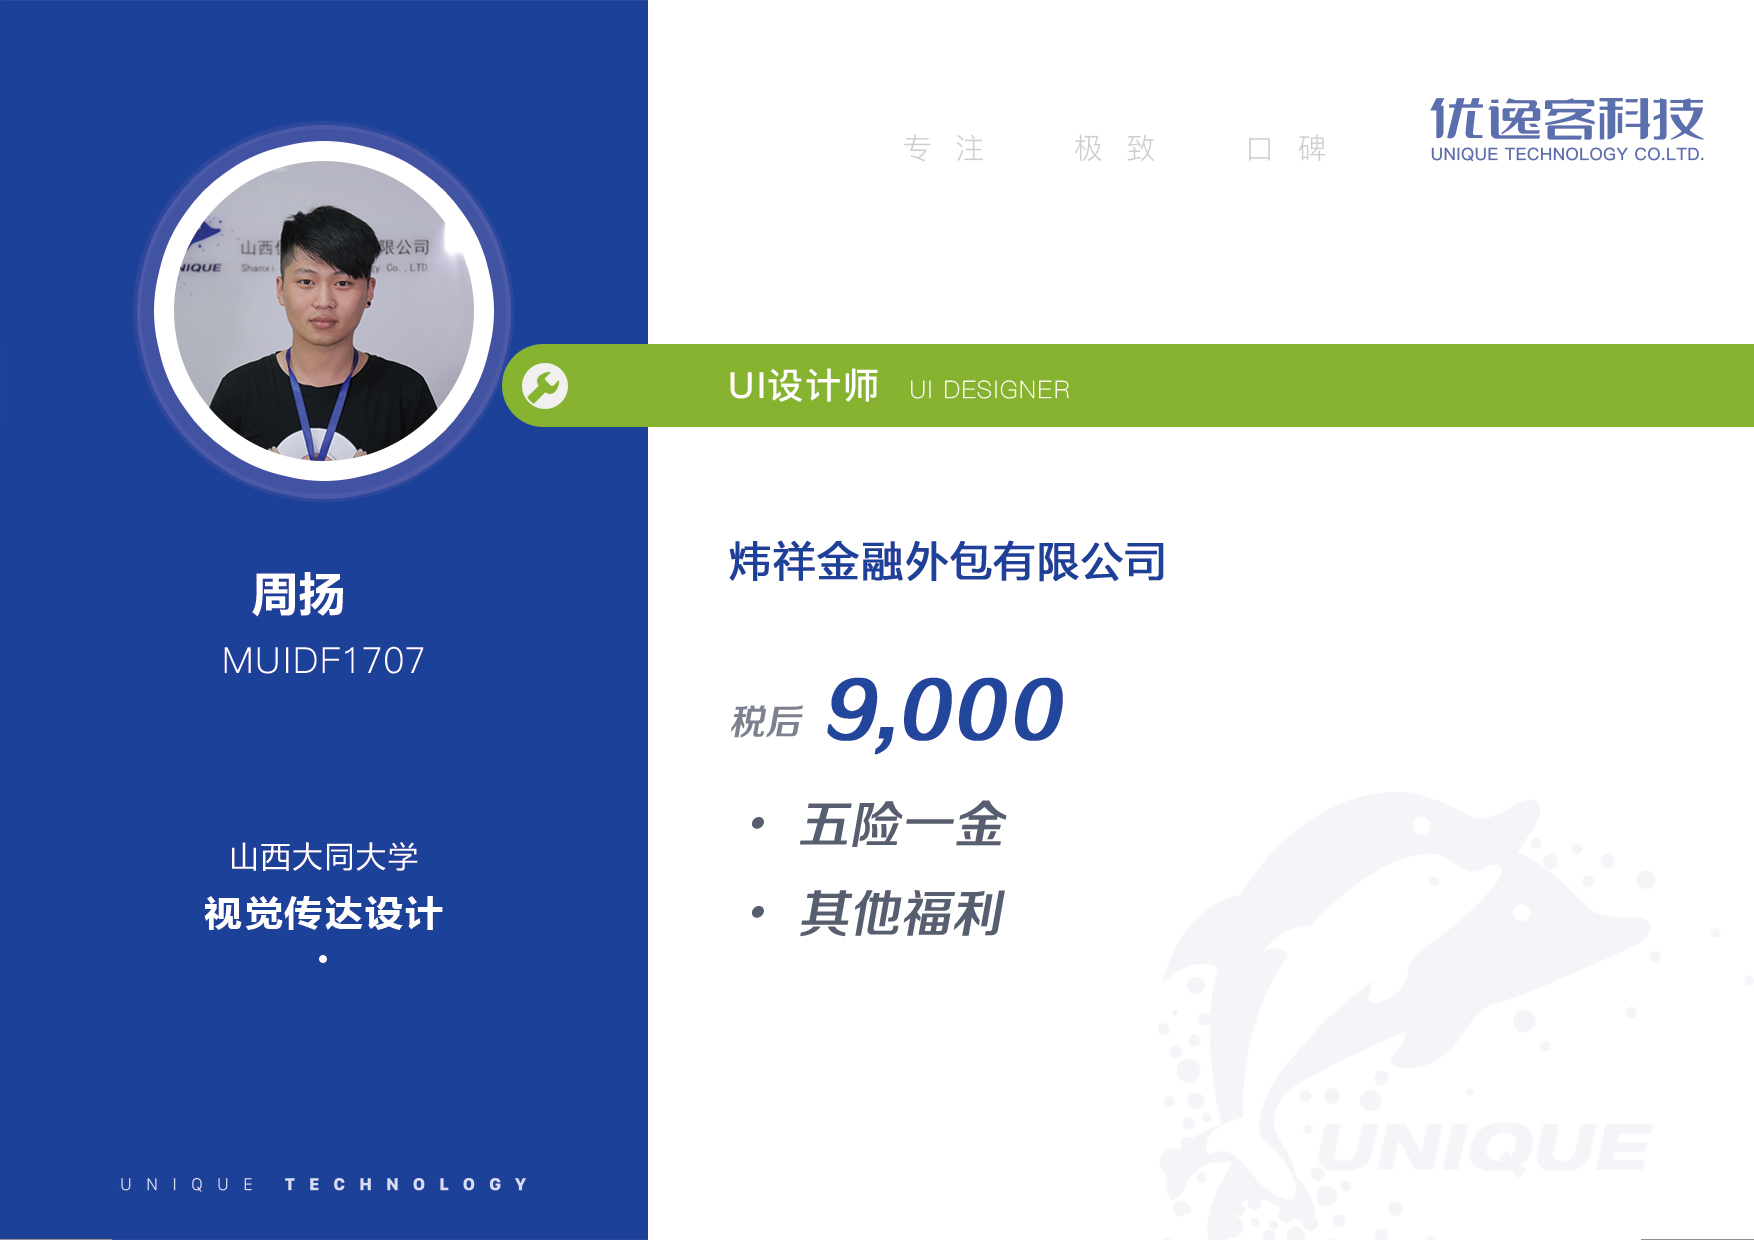 专注 极致 口碑
优逸客科技
UNIQUE TECHNOLOGY CO.LTD.
山西优 限公司
UNIQUE Shanxi y Co.,LTD.
UI设计师 UI DESIGNER
周扬
MUIDF1707
山西大同大学
视觉传达设计
UNIQUE TECHNOLOGY
炜祥金融外包有限公司
税后 9,000
• 五险一金
• 其他福利
UNIQUE